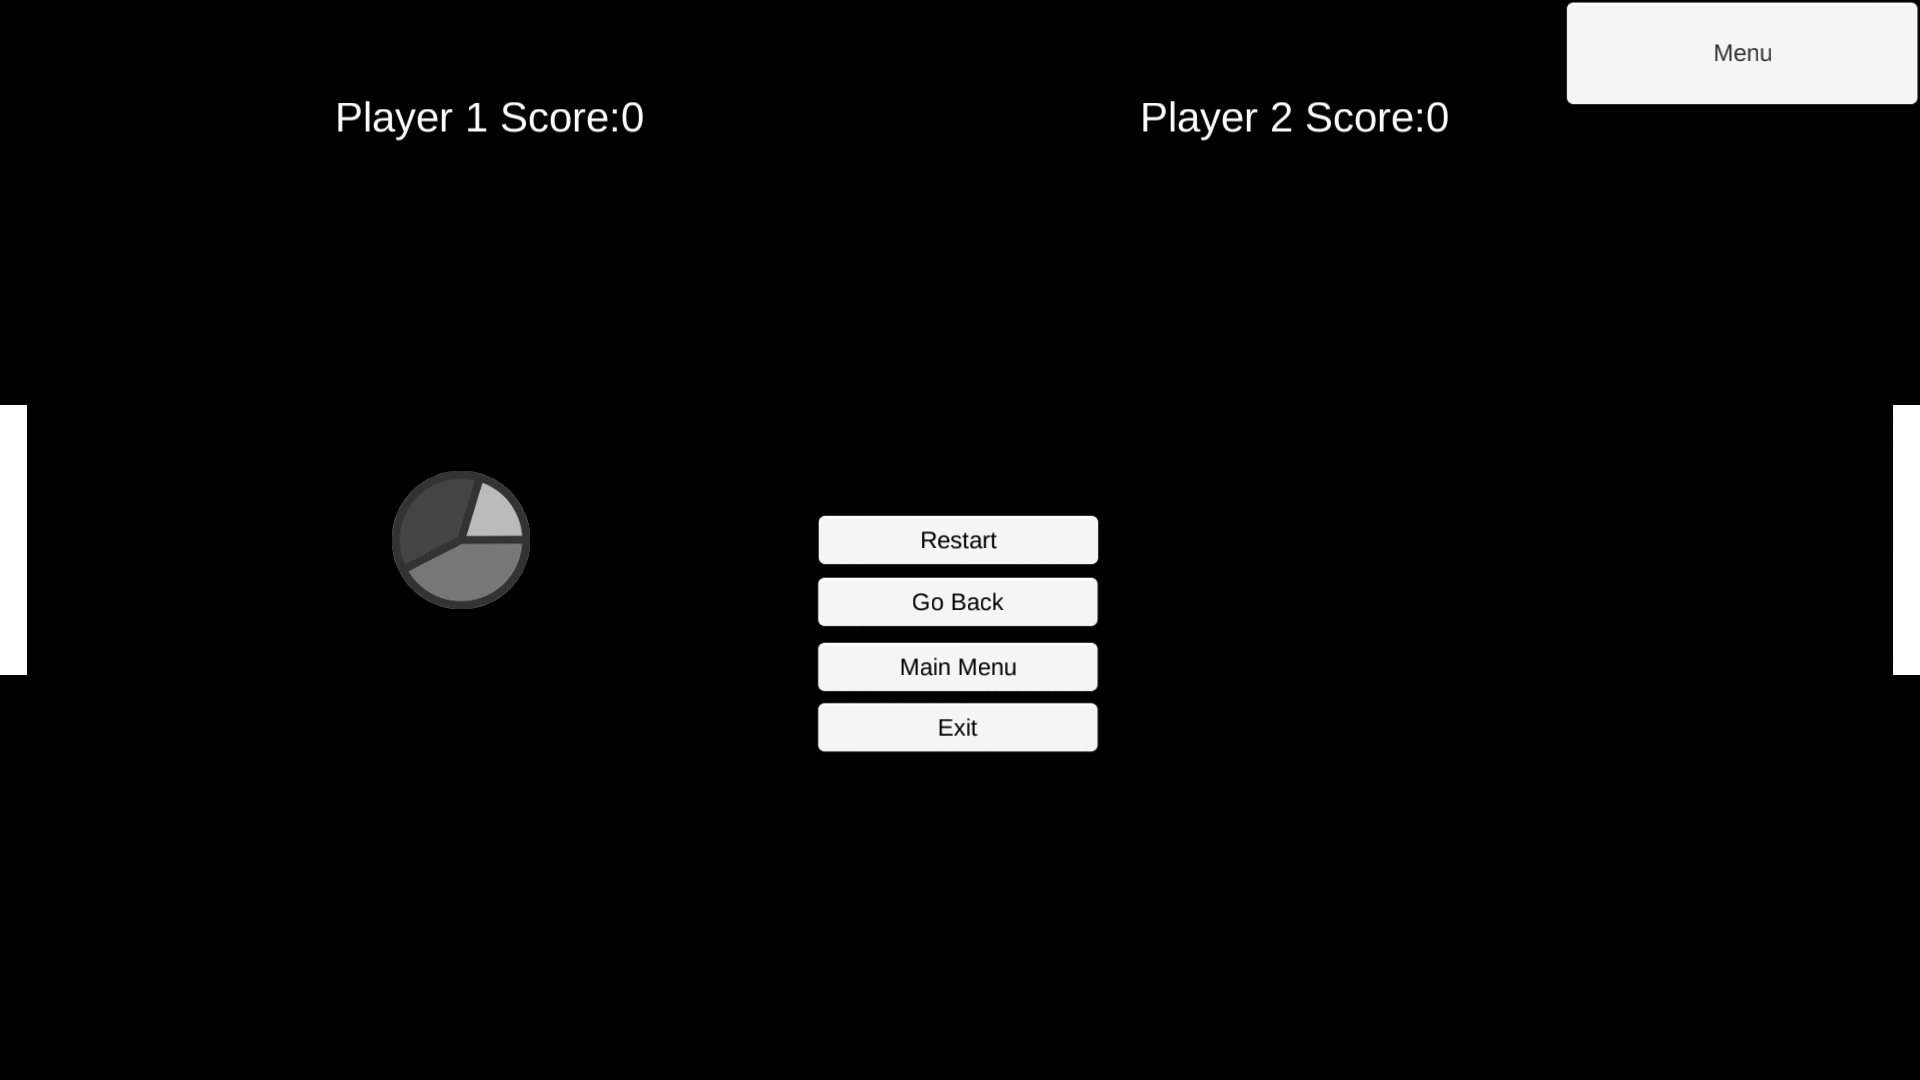 Menu
Player 1 Score:0
Player 2 Score:0
Restart
Go Back
Main Menu
Exit